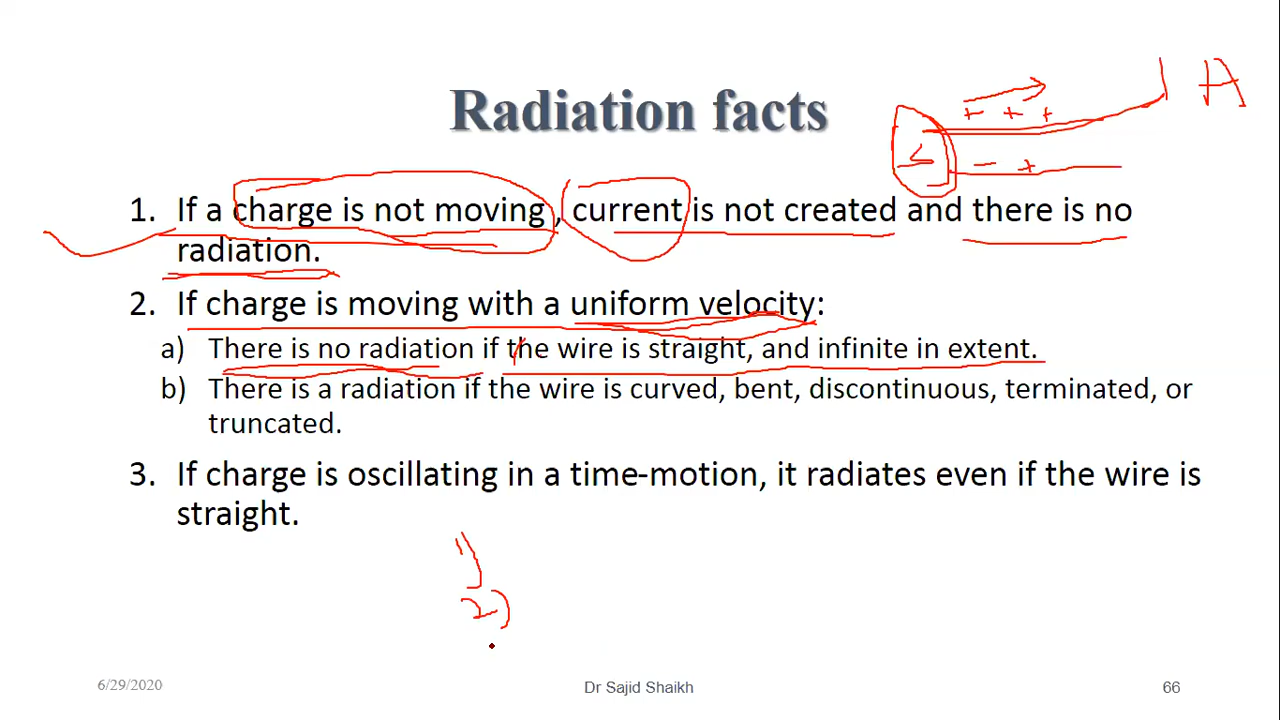 Radiation facts
A
+ + +
- +
1. If a charge is not moving , current is not created and there is no
radiation.
2. If charge is moving with a uniform velocity:
a) There is no radiation if the wire is straight, and infinite in extent.
b) There is a radiation if the wire is curved, bent, discontinuous, terminated, or
truncated.
3. If charge is oscillating in a time-motion, it radiates even if the wire is
straight.
1)
2)
6/29/2020
Dr Sajid Shaikh
66